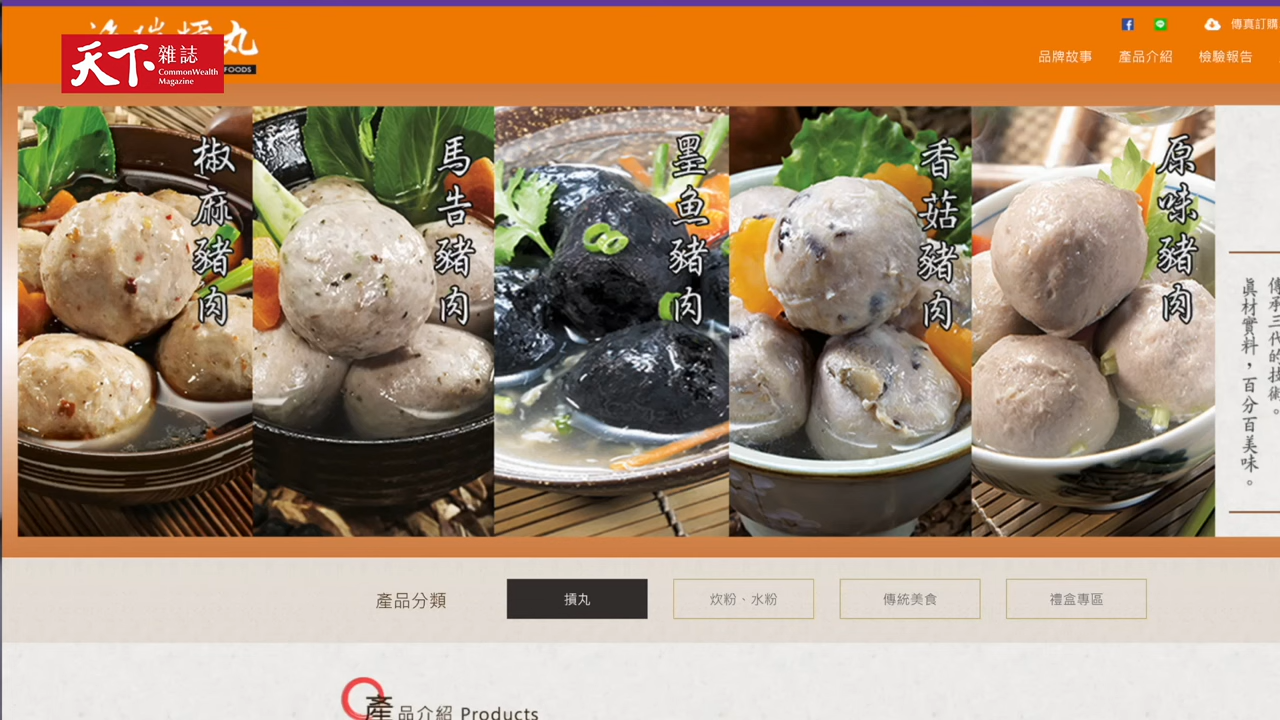 天下 雜誌
CommonWealth
Magazine
丸
FOODS
傳真訂購
品牌故事 產品介紹 檢驗報告
椒麻豬肉
馬告豬肉
墨魚豬肉
香菇豬肉
原味豬肉
傳承三代的技術。
真材實料，百分百美味。
產品分類
摃丸
炊粉、水粉
傳統美食
禮盒專區
產品介紹 Products